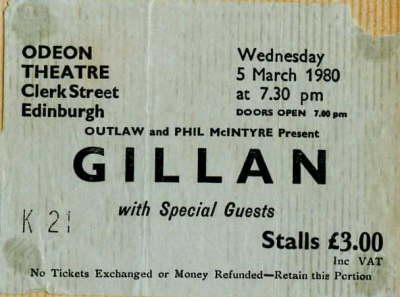 ODEON
THEATRE
Clerk Street
Edinburgh
Wednesday
5 March 1980
at 7.30 pm
DOORS OPEN 7.00 pm
OUTLAW and PHIL McINTYRE Present
GILLAN
with Special Guests
K 21
Stalls £3.00
Inc VAT
No Tickets Exchanged or Money Refunded—Retain this Portion